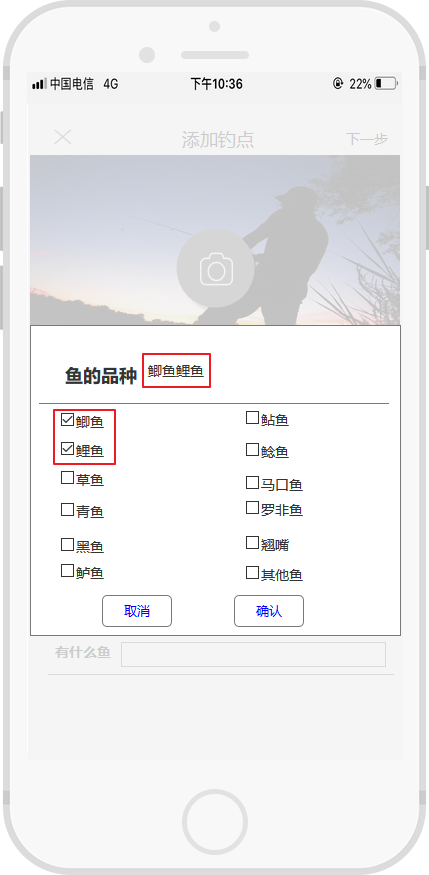 中国电信 4G 下午10:36 22%
添加钓点 下一步
鱼的品种 鲫鱼鲤鱼
鲫鱼 鲇鱼
鲤鱼 鲶鱼
草鱼 马口鱼
青鱼 罗非鱼
黑鱼 翘嘴
鲈鱼 其他鱼
取消 确认
有什么鱼